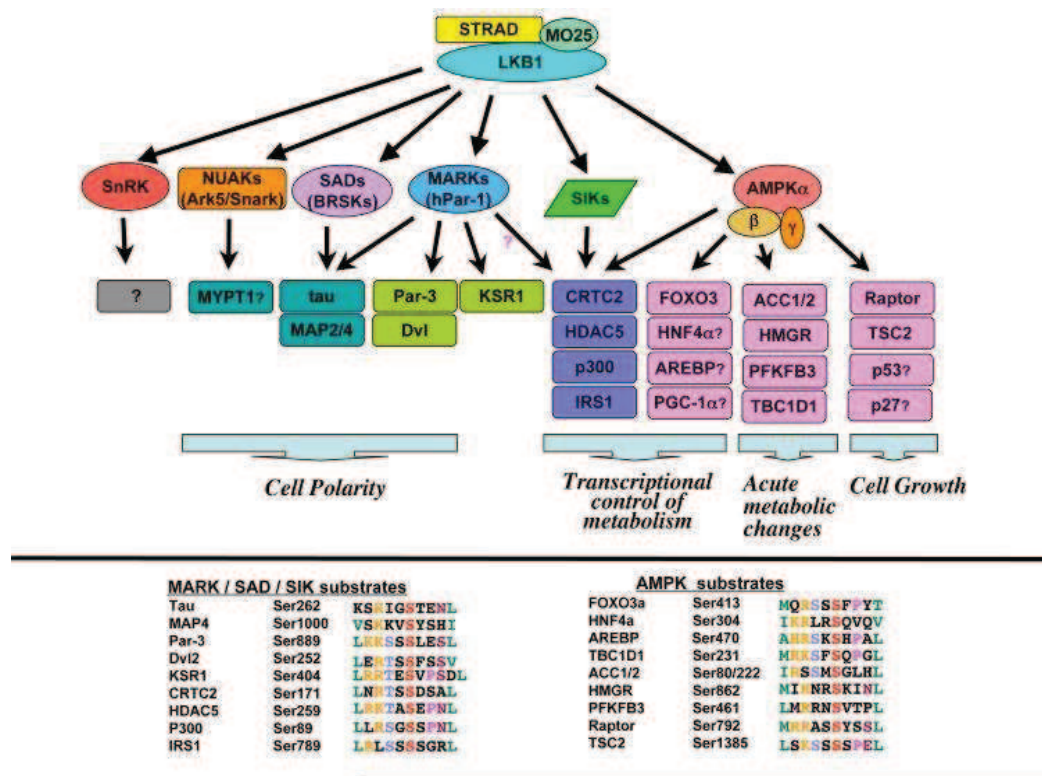 STRAD
MO25
LKB1
SnRK
NUAKs
(Ark5/Snark)
SADs
(BRSKs)
MARKs
(hPar-1)
SIKs
AMPKα
β
γ
?
?
MYPT1?
tau
Par-3
KSR1
CRTC2
FOXO3
ACC1/2
Raptor
MAP2/4
Dvl
HDAC5
HNF4α?
HMGR
TSC2
p300
AREBP?
PFKFB3
p53?
IRS1
PGC-1α?
TBC1D1
p27?
Cell Polarity
Transcriptional
control of
metabolism
Acute
metabolic
changes
Cell Growth
MARK / SAD / SIK substrates
Tau Ser262 KSRIGSTENL
MAP4 Ser1000 VSKKVSYSHI
Par-3 Ser889 LKKSSSLESL
Dvl2 Ser252 LERTSSFSSV
KSR1 Ser404 LRRTESVPSDL
CRTC2 Ser171 LNRTSSDSAL
HDAC5 Ser259 LRKTASEPNL
P300 Ser89 LLRSGSSPNL
IRS1 Ser789 LRLSSSSGRL
AMPK substrates
FOXO3a Ser413 MQRSSSFPYT
HNF4a Ser304 IKRLRSQVQV
AREBP Ser470 AHRSKSHPAL
TBC1D1 Ser231 MRKSFSQPGL
ACC1/2 Ser80/222 IRSSMSGLHL
HMGR Ser862 MIRNRSKINL
PFKFB3 Ser461 LMRRNSVTPL
Raptor Ser792 MRRASSYSSL
TSC2 Ser1385 LSKSSSSPEL